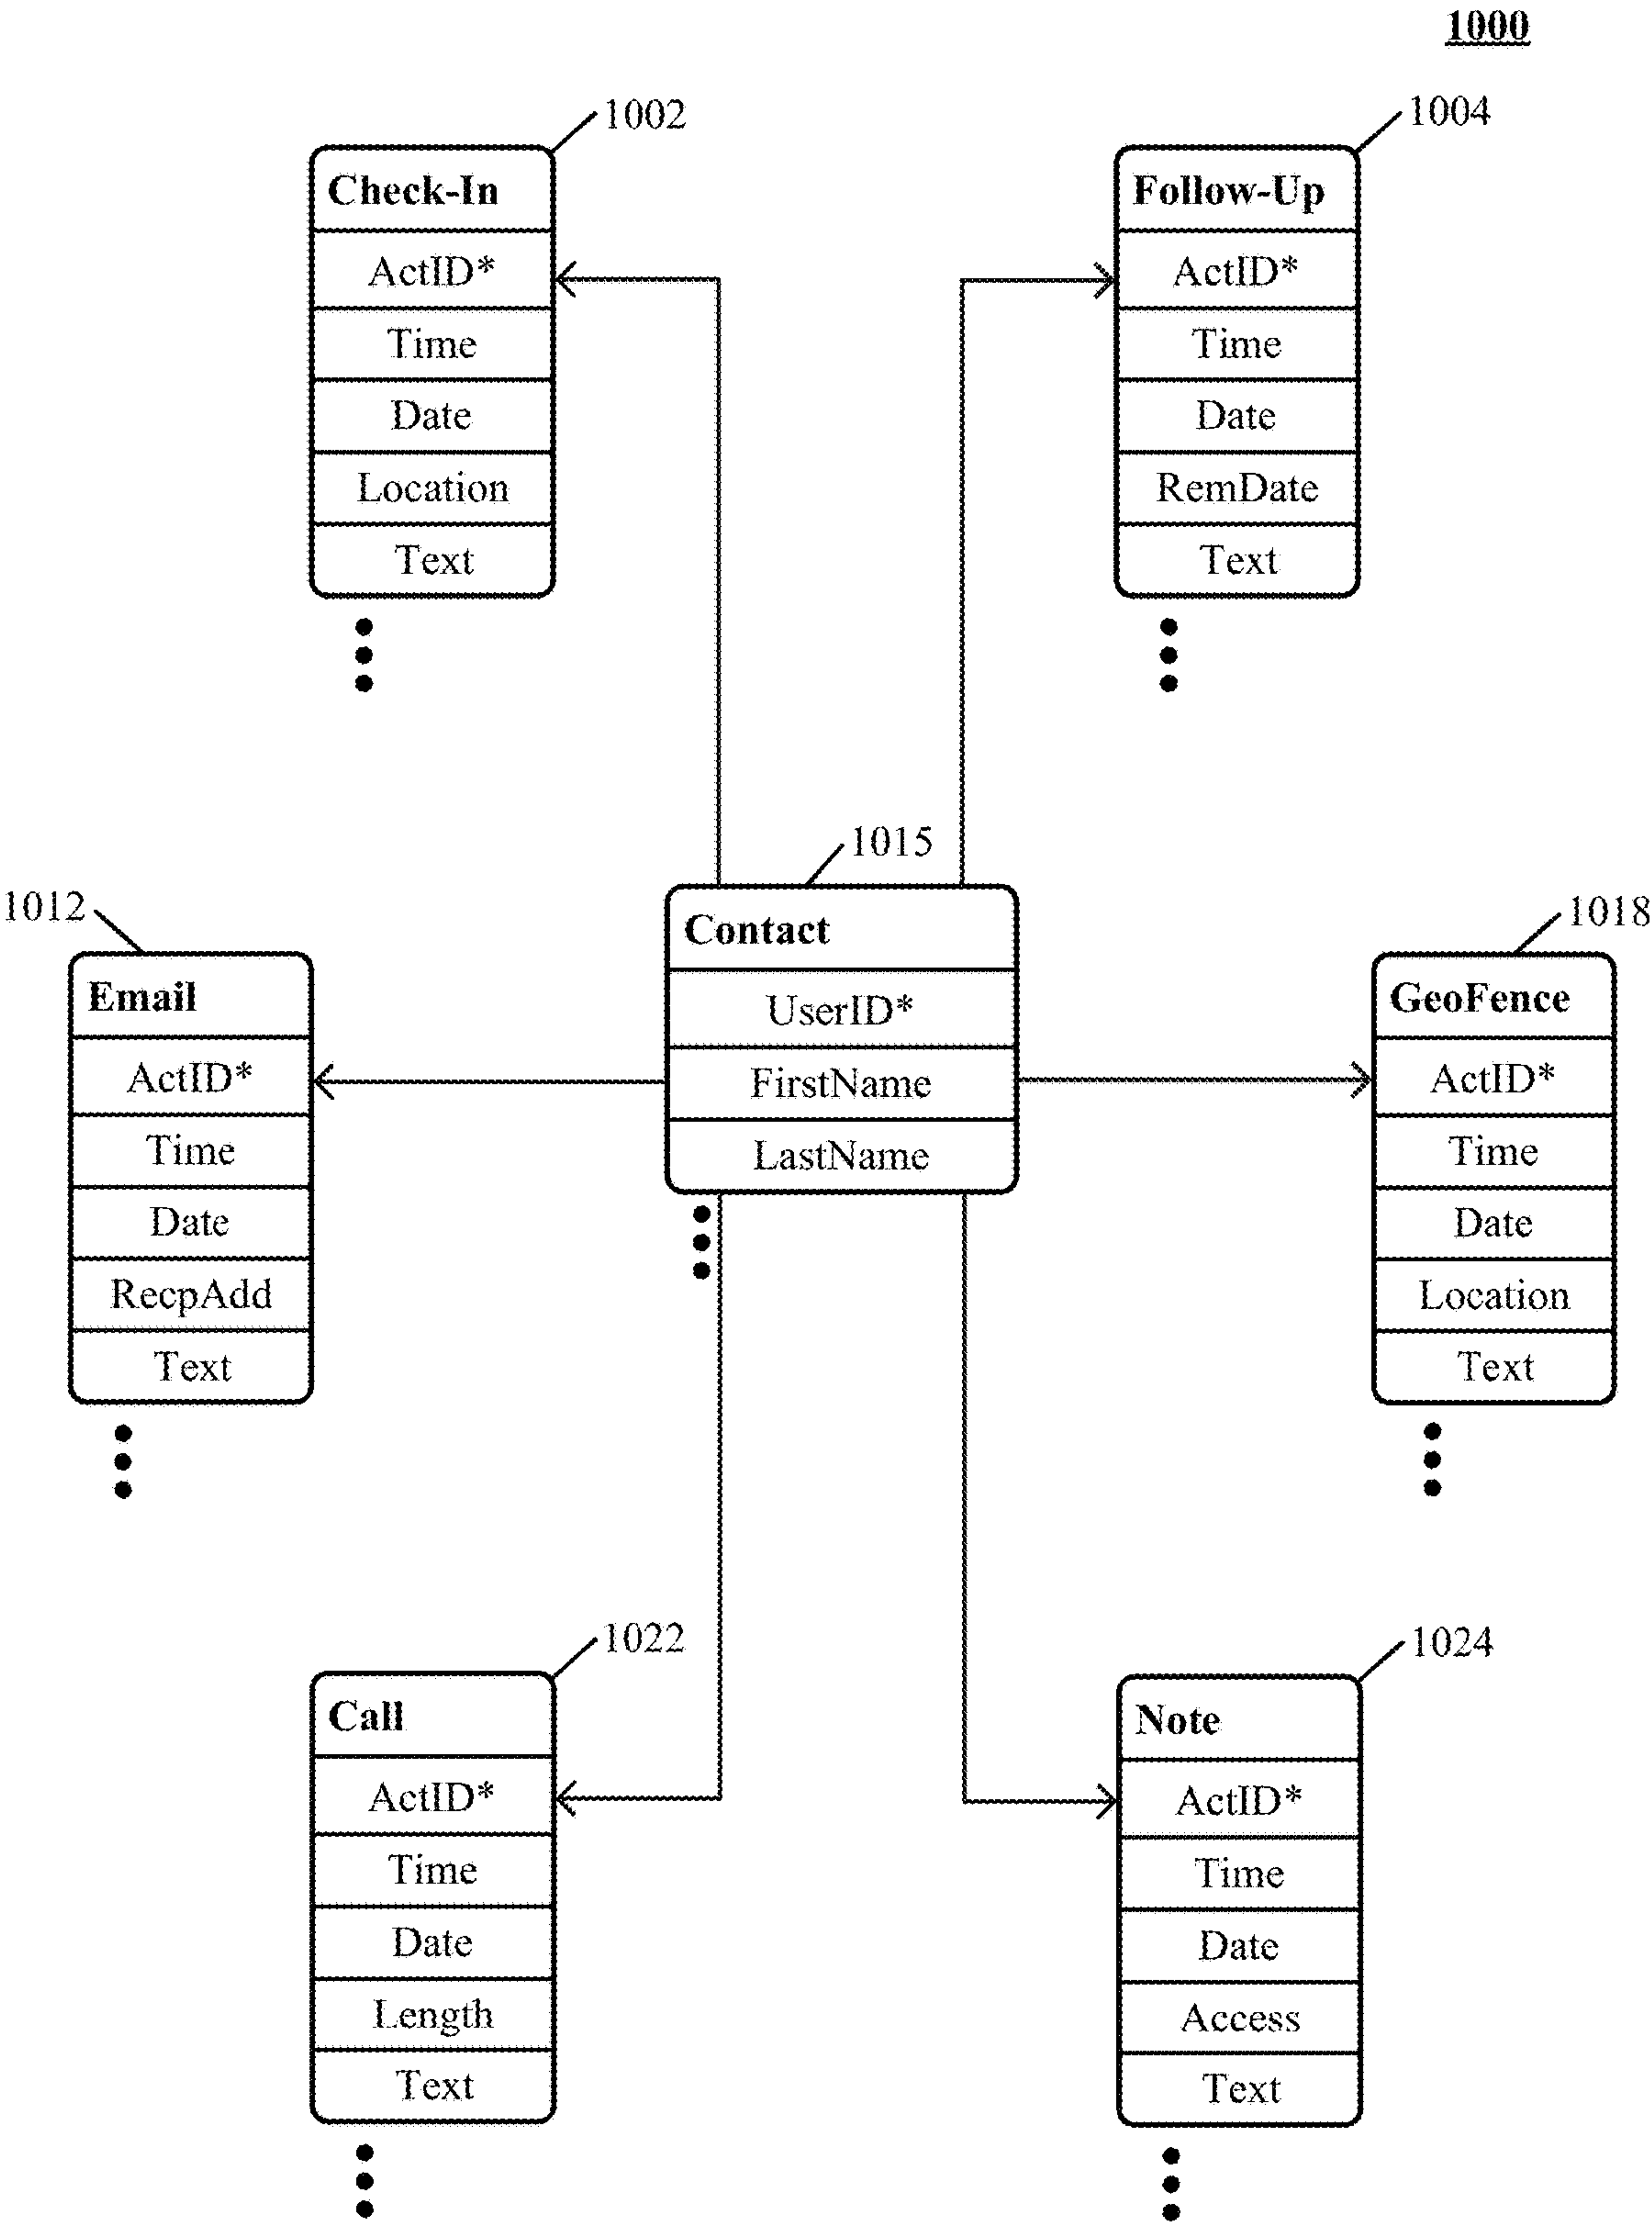 1000
1002
Check-In
ActID*
Time
Date
Location
Text
1004
Follow-Up
ActID*
Time
Date
RemDate
Text
1015
Contact
UserID*
FirstName
LastName
1012
Email
ActID*
Time
Date
RecpAdd
Text
1018
GeoFence
ActID*
Time
Date
Location
Text
1022
Call
ActID*
Time
Date
Length
Text
1024
Note
ActID*
Time
Date
Access
Text